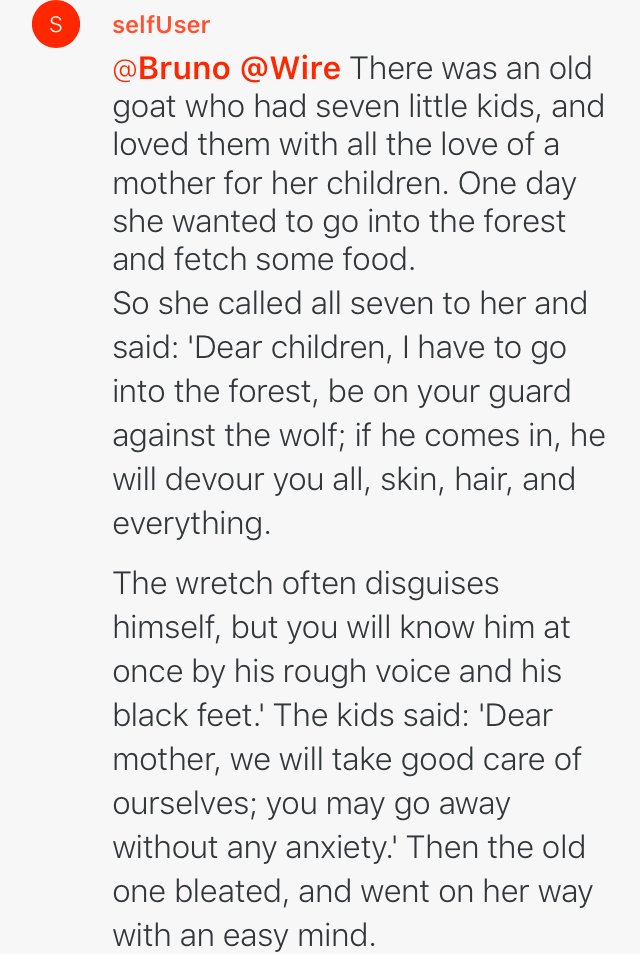 S
selfUser
@Bruno @Wire There was an old
goat who had seven little kids, and
loved them with all the love of a
mother for her children. One day
she wanted to go into the forest
and fetch some food.
So she called all seven to her and
said: 'Dear children, I have to go
into the forest, be on your guard
against the wolf; if he comes in, he
will devour you all, skin, hair, and
everything.
The wretch often disguises
himself, but you will know him at
once by his rough voice and his
black feet.' The kids said: 'Dear
mother, we will take good care of
ourselves; you may go away
without any anxiety.' Then the old
one bleated, and went on her way
with an easy mind.